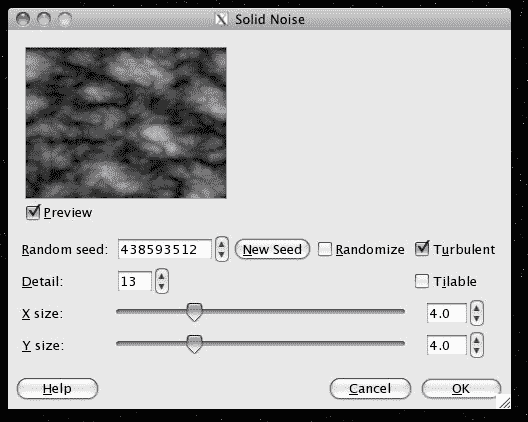 Solid Noise
Preview
Random seed: 438593512 New Seed Randomize Turbulent
Detail: 13 Tilable
X size: 4.0
Y size: 4.0
Help Cancel OK